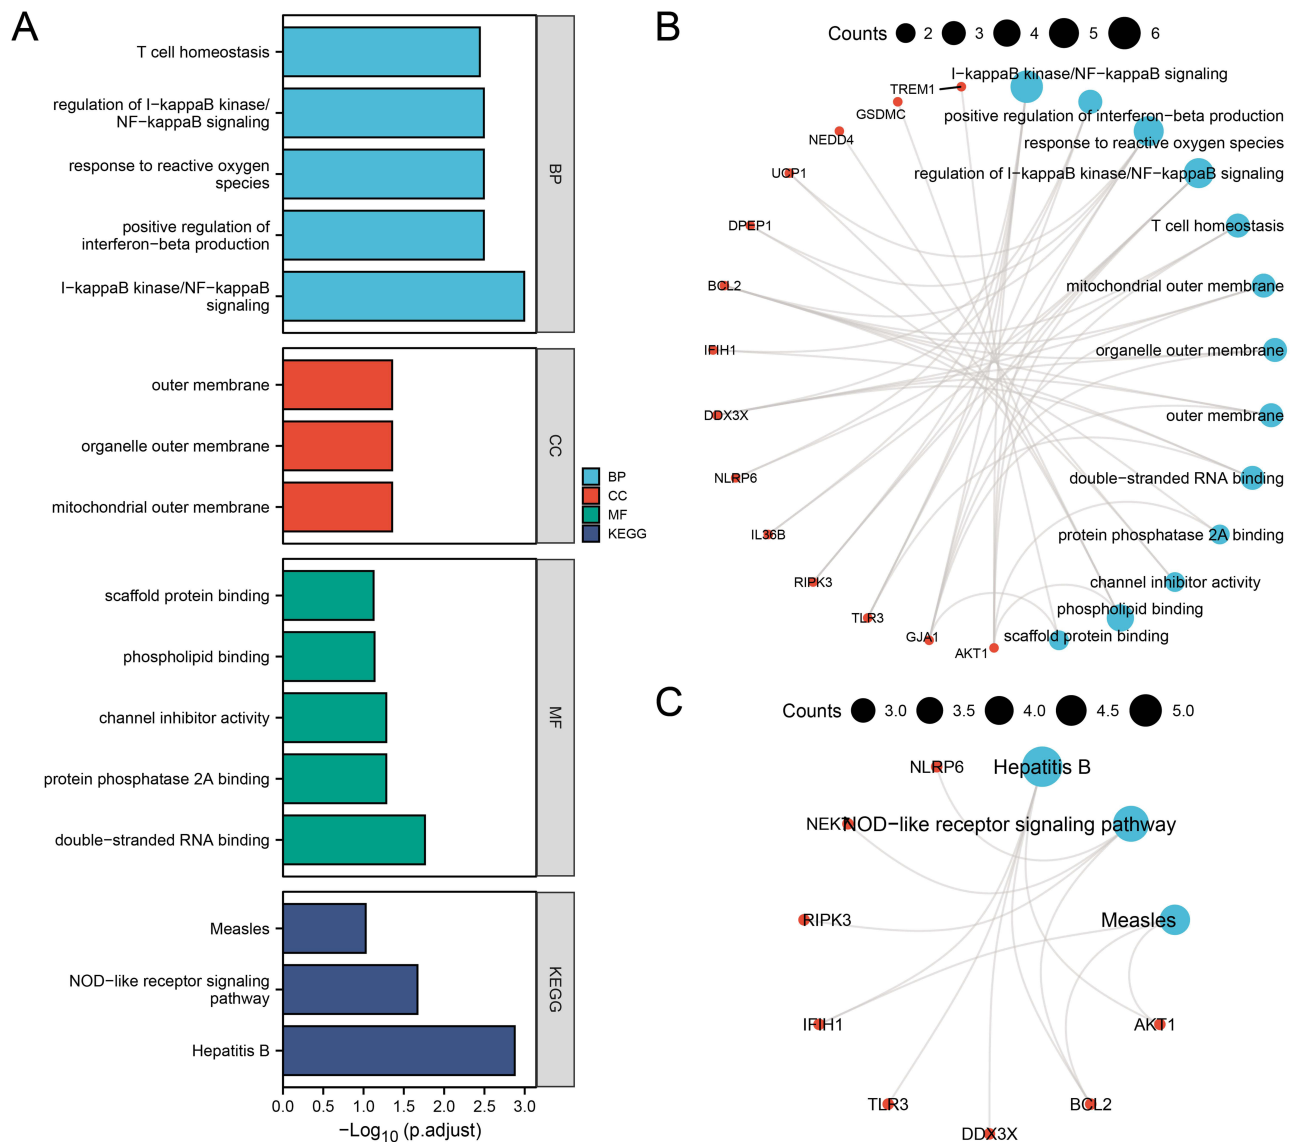 A
T cell homeostasis
regulation of I−kappaB kinase/
NF−kappaB signaling
response to reactive oxygen
species
positive regulation of
interferon−beta production
I−kappaB kinase/NF−kappaB
signaling
BP
outer membrane
organelle outer membrane
mitochondrial outer membrane
CC
scaffold protein binding
phospholipid binding
channel inhibitor activity
protein phosphatase 2A binding
double−stranded RNA binding
MF
Measles
NOD−like receptor signaling
pathway
Hepatitis B
KEGG
0.0 0.5 1.0 1.5 2.0 2.5 3.0
−Log10 (p.adjust)
BP
CC
MF
KEGG
B
Counts 2 3 4 5 6
I−kappaB kinase/NF−kappaB signaling
positive regulation of interferon−beta production
response to reactive oxygen species
regulation of I−kappaB kinase/NF−kappaB signaling
T cell homeostasis
mitochondrial outer membrane
organelle outer membrane
outer membrane
double−stranded RNA binding
protein phosphatase 2A binding
channel inhibitor activity
phospholipid binding
scaffold protein binding
TREM1
GSDMC
NEDD4
UCP1
DPEP1
BCL2
IFIH1
DDX3X
NLRP6
IL36B
RIPK3
TLR3
GJA1
AKT1
C
Counts 3.0 3.5 4.0 4.5 5.0
NLRP6
Hepatitis B
NOD−like receptor signaling pathway
RIPK3
Measles
IFIH1
AKT1
TLR3
BCL2
DDX3X